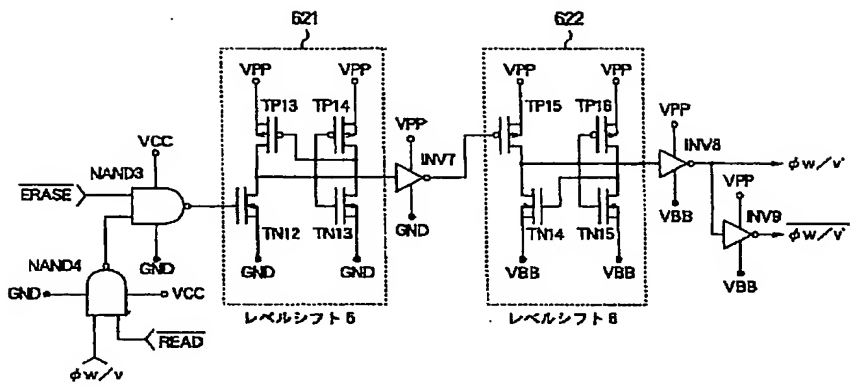 621
622
VPP VPP
VPP VPP
TP13 TP14
TP15 TP16
VCC
NAND3
VPP
INV7
VPP
INV8
φw/v'
ERASE
VPP
INV9
φw/v'
TN12 TN13
GND
TN14 TN15
VBB
GND
NAND4
GND GND
VBB VBB
VBB
GND
VCC
レベルシフト5
レベルシフト6
READ
φw/v